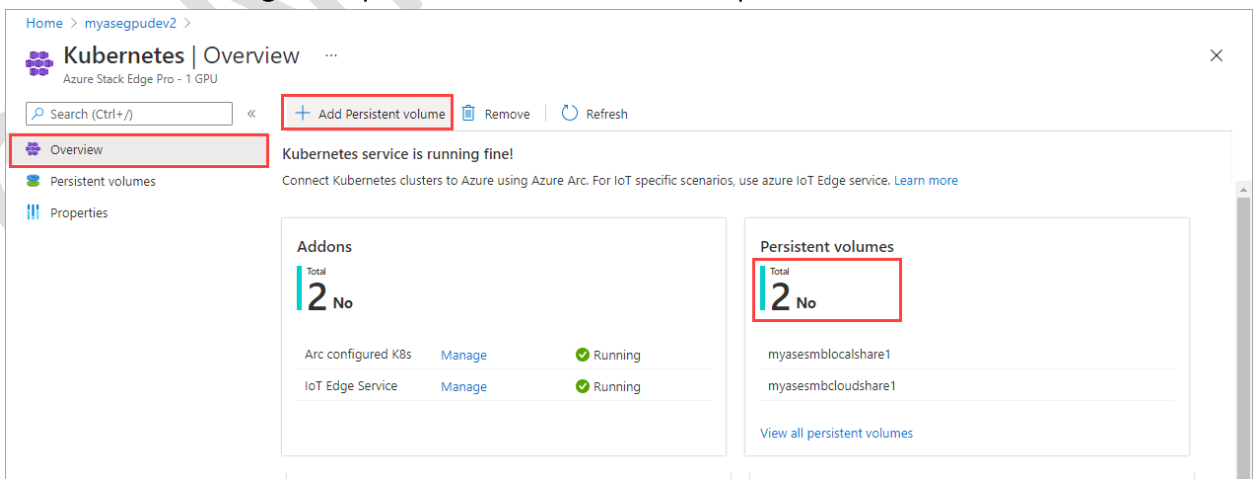 Home > myasegpudev2 >
Kubernetes | Overview ...
Azure Stack Edge Pro - 1 GPU
Search (Ctrl+/) «
+ Add Persistent volume Remove Refresh
Overview
Persistent volumes
Properties
Kubernetes service is running fine!
Connect Kubernetes clusters to Azure using Azure Arc. For IoT specific scenarios, use azure IoT Edge service. Learn more
Addons
Total
2 No
Arc configured K8s Manage Running
IoT Edge Service Manage Running
Persistent volumes
Total
2 No
myasesmblocalshare1
myasesmbcloudshare1
View all persistent volumes